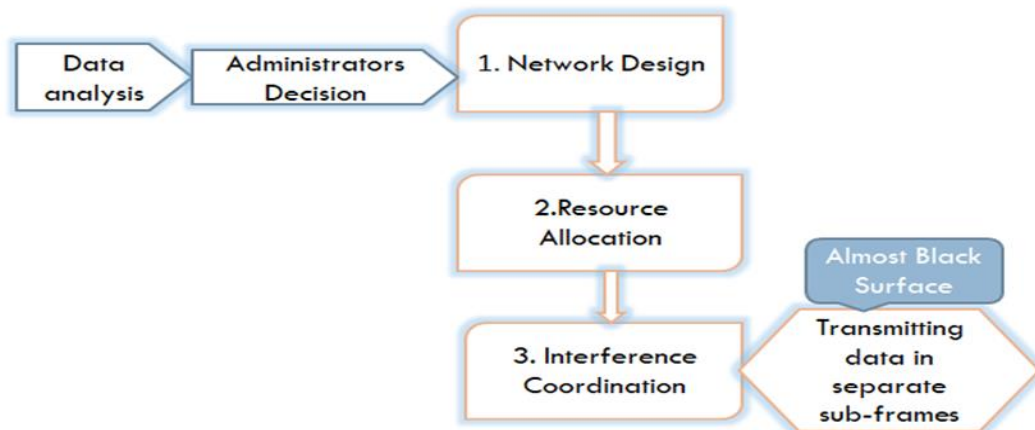 Data
analysis
Administrators
Decision
1. Network Design
2.Resource
Allocation
Almost Black
Surface
3. Interference
Coordination
Transmitting
data in
separate
sub-frames